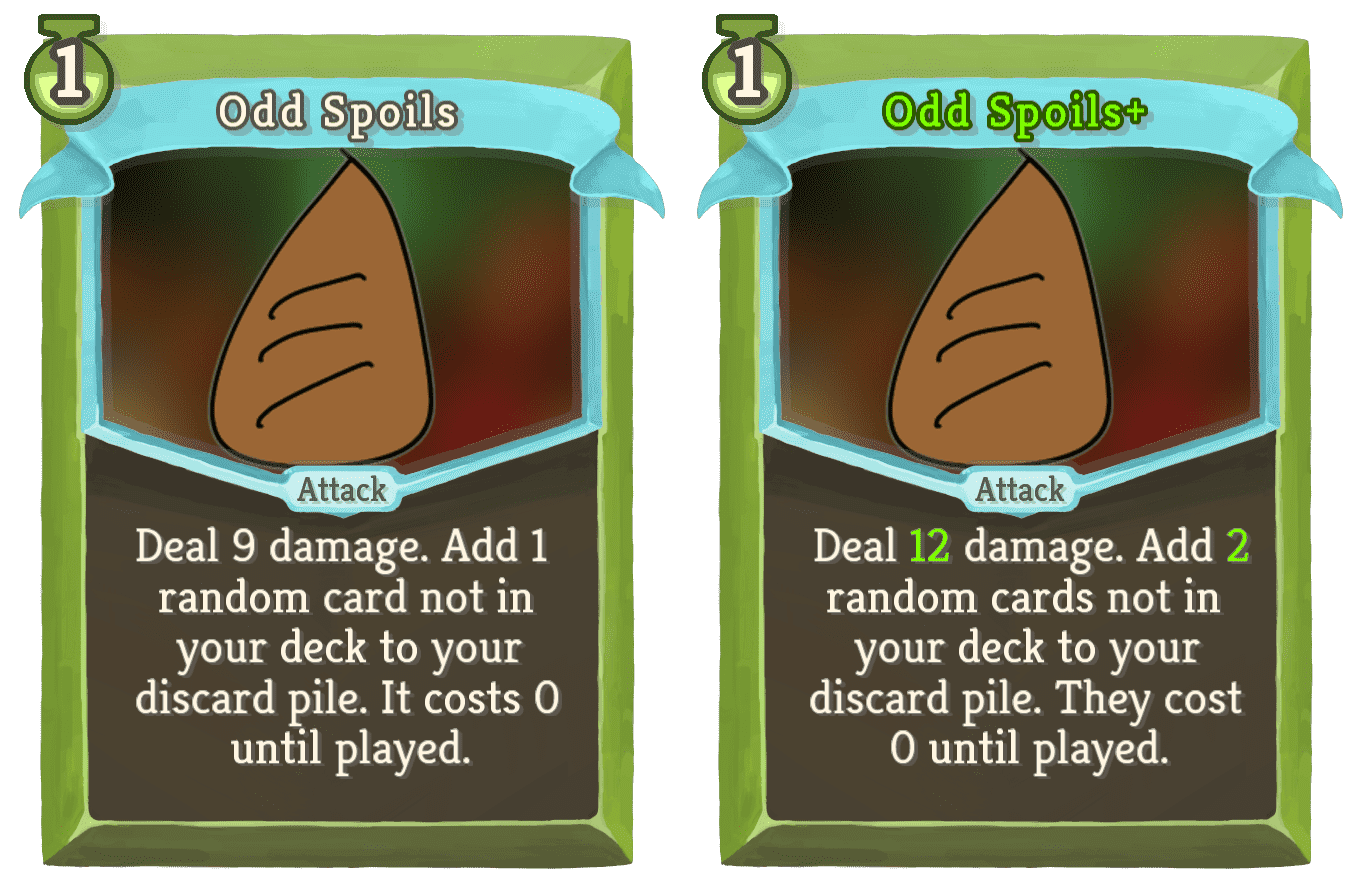 1
Odd Spoils
Attack
Deal 9 damage. Add 1
random card not in
your deck to your
discard pile. It costs 0
until played.
1
Odd Spoils+
Attack
Deal 12 damage. Add 2
random cards not in
your deck to your
discard pile. They cost
0 until played.